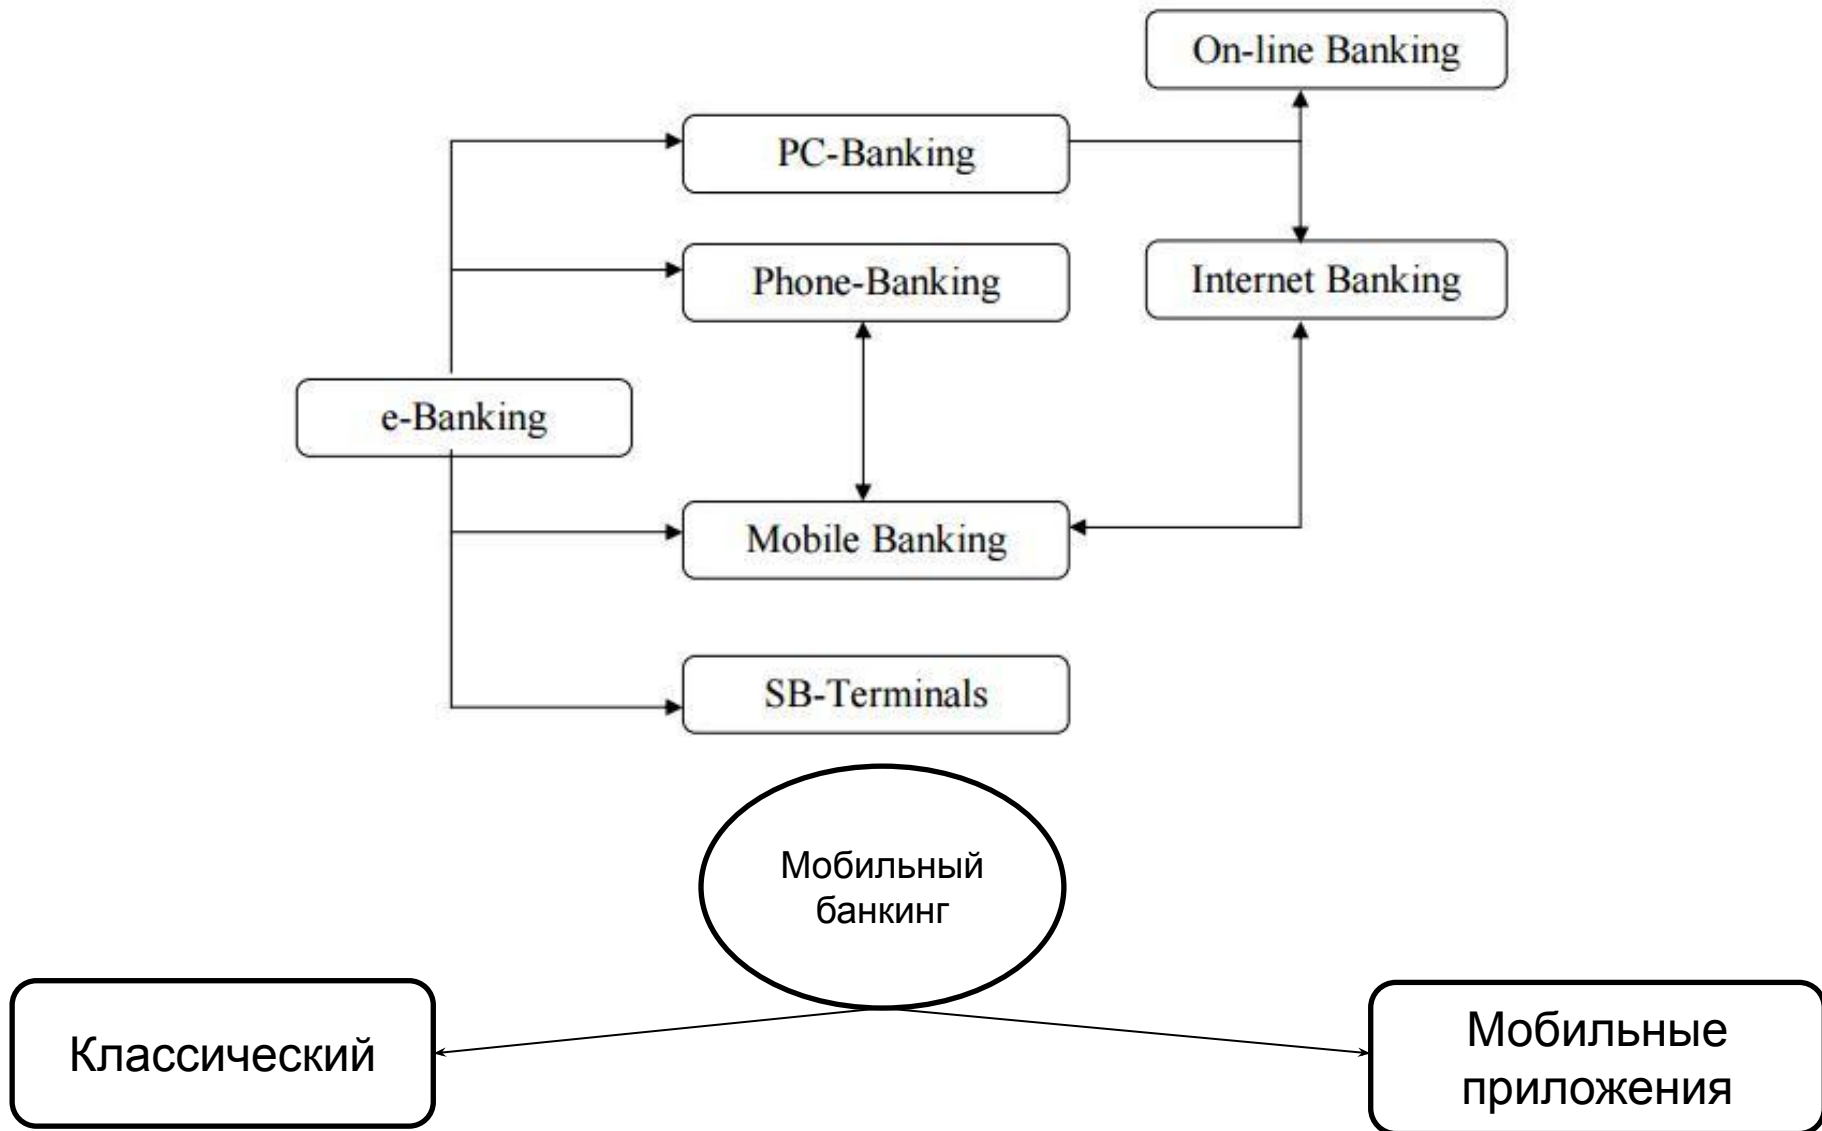 On-line Banking
PC-Banking
Phone-Banking
Internet Banking
e-Banking
Mobile Banking
SB-Terminals
Мобильный
банкинг
Классический
Мобильные
приложения